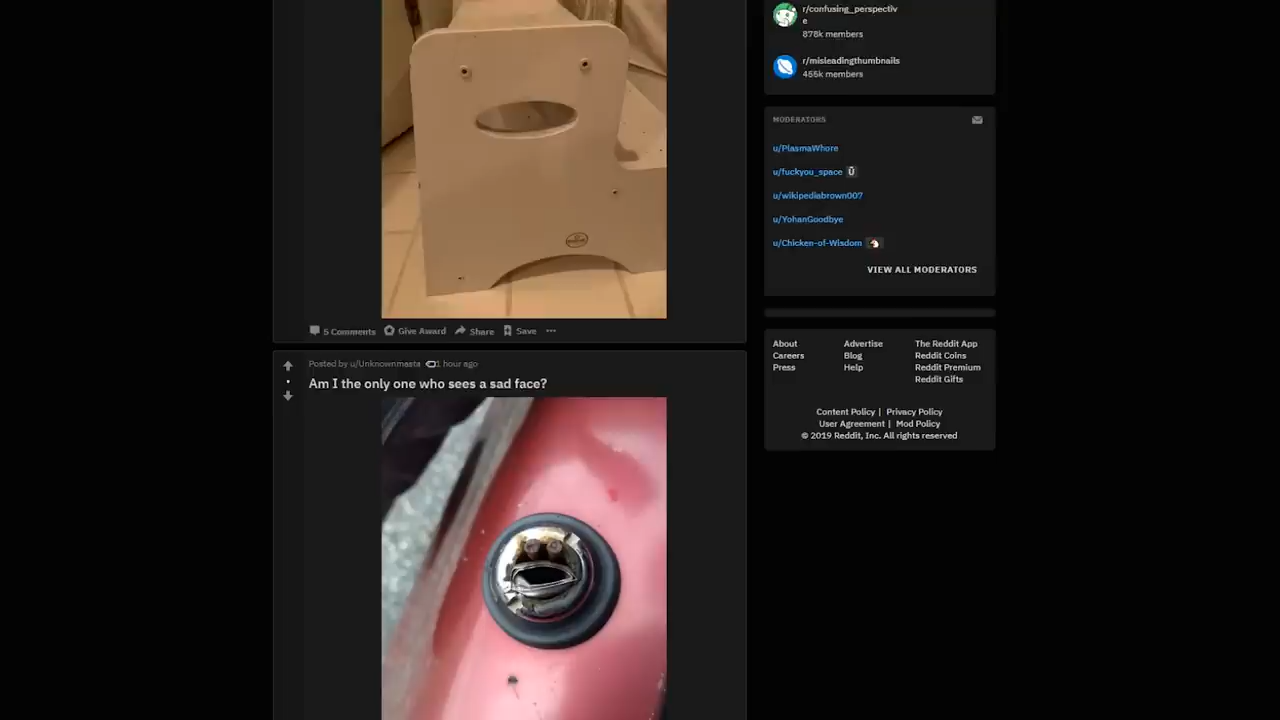 r/confusing_perspectiv
e
878k members
r/misleadingthumbnails
455k members
MODERATORS
u/PlasmaWhore
u/fuckyou_space
u/wikipediabrown007
u/YohanGoodbye
u/Chicken-of-Wisdom
VIEW ALL MODERATORS
5 Comments Give Award Share Save
Posted by u/Unknownmasta 1 hour ago
Am I the only one who sees a sad face?
About Advertise The Reddit App
Careers Blog Reddit Coins
Press Help Reddit Premium
Reddit Gifts
Content Policy | Privacy Policy
User Agreement | Mod Policy
© 2019 Reddit, Inc. All rights reserved